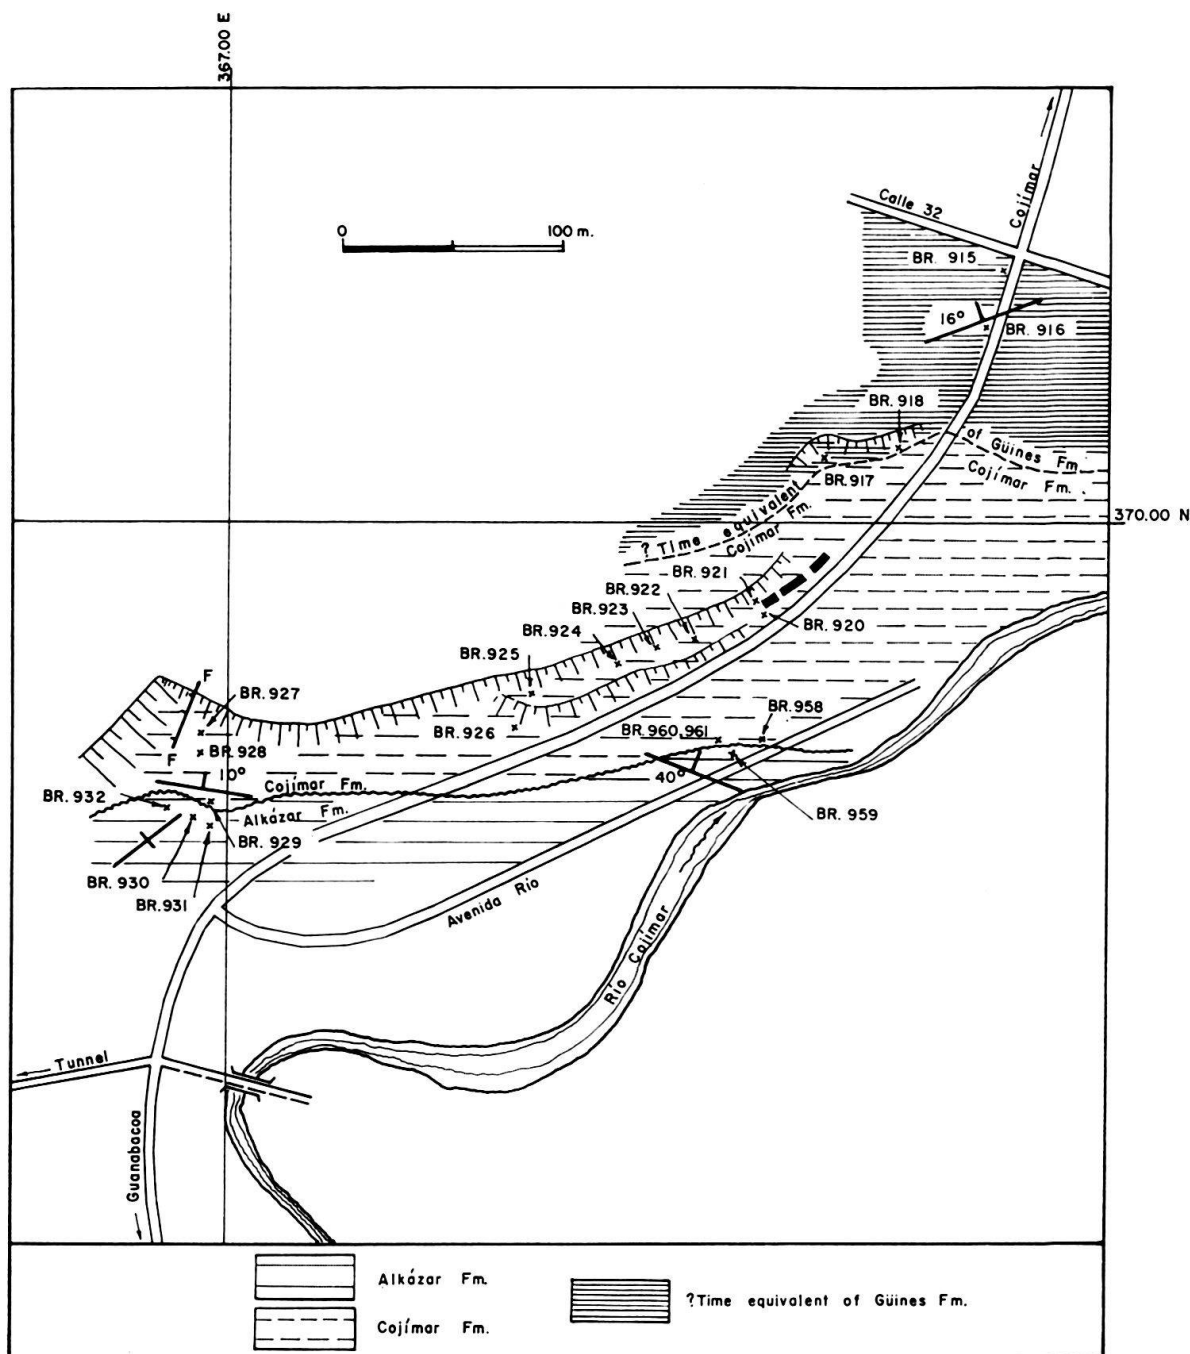 367.00 E
Cojímar
Calle 32
0 100 m.
BR. 915
16°
BR. 916
BR. 918
of Güines Fm.
Cojímar Fm.
BR. 917
370.00 N
? Time equivalent
Cojímar Fm.
BR. 921
BR. 922
BR. 923
BR. 920
BR. 924
BR. 925
F
BR. 927
BR. 926
BR. 960, 961
BR. 958
BR. 928
F
10°
40°
Cojímar Fm.
BR. 932
Alkázar Fm.
BR. 959
BR. 929
BR. 930
BR. 931
Avenida Río
Río Cojímar
Tunnel
Guanabacoa
Alkázar Fm.
?Time equivalent of Güines Fm.
Cojímar Fm.